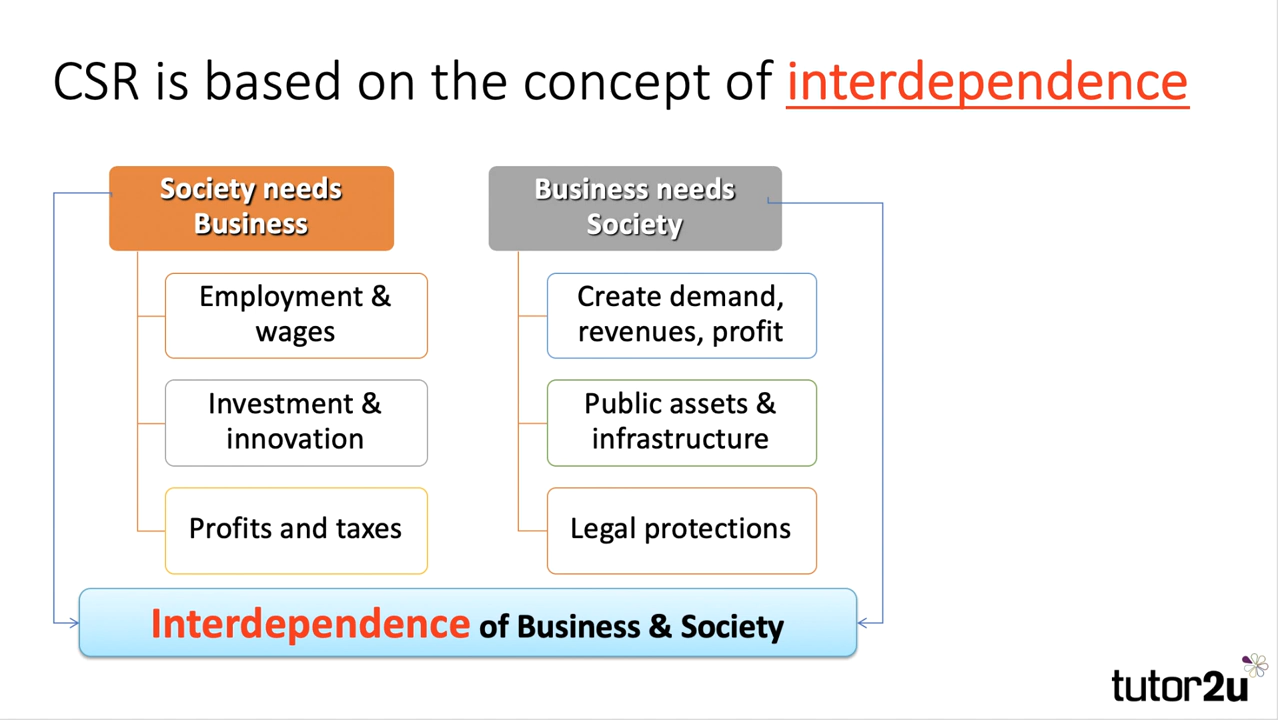 CSR is based on the concept of interdependence
Society needs
Business
Employment &
wages
Investment &
innovation
Profits and taxes
Business needs
Society
Create demand,
revenues, profit
Public assets &
infrastructure
Legal protections
Interdependence of Business & Society
tutor2u